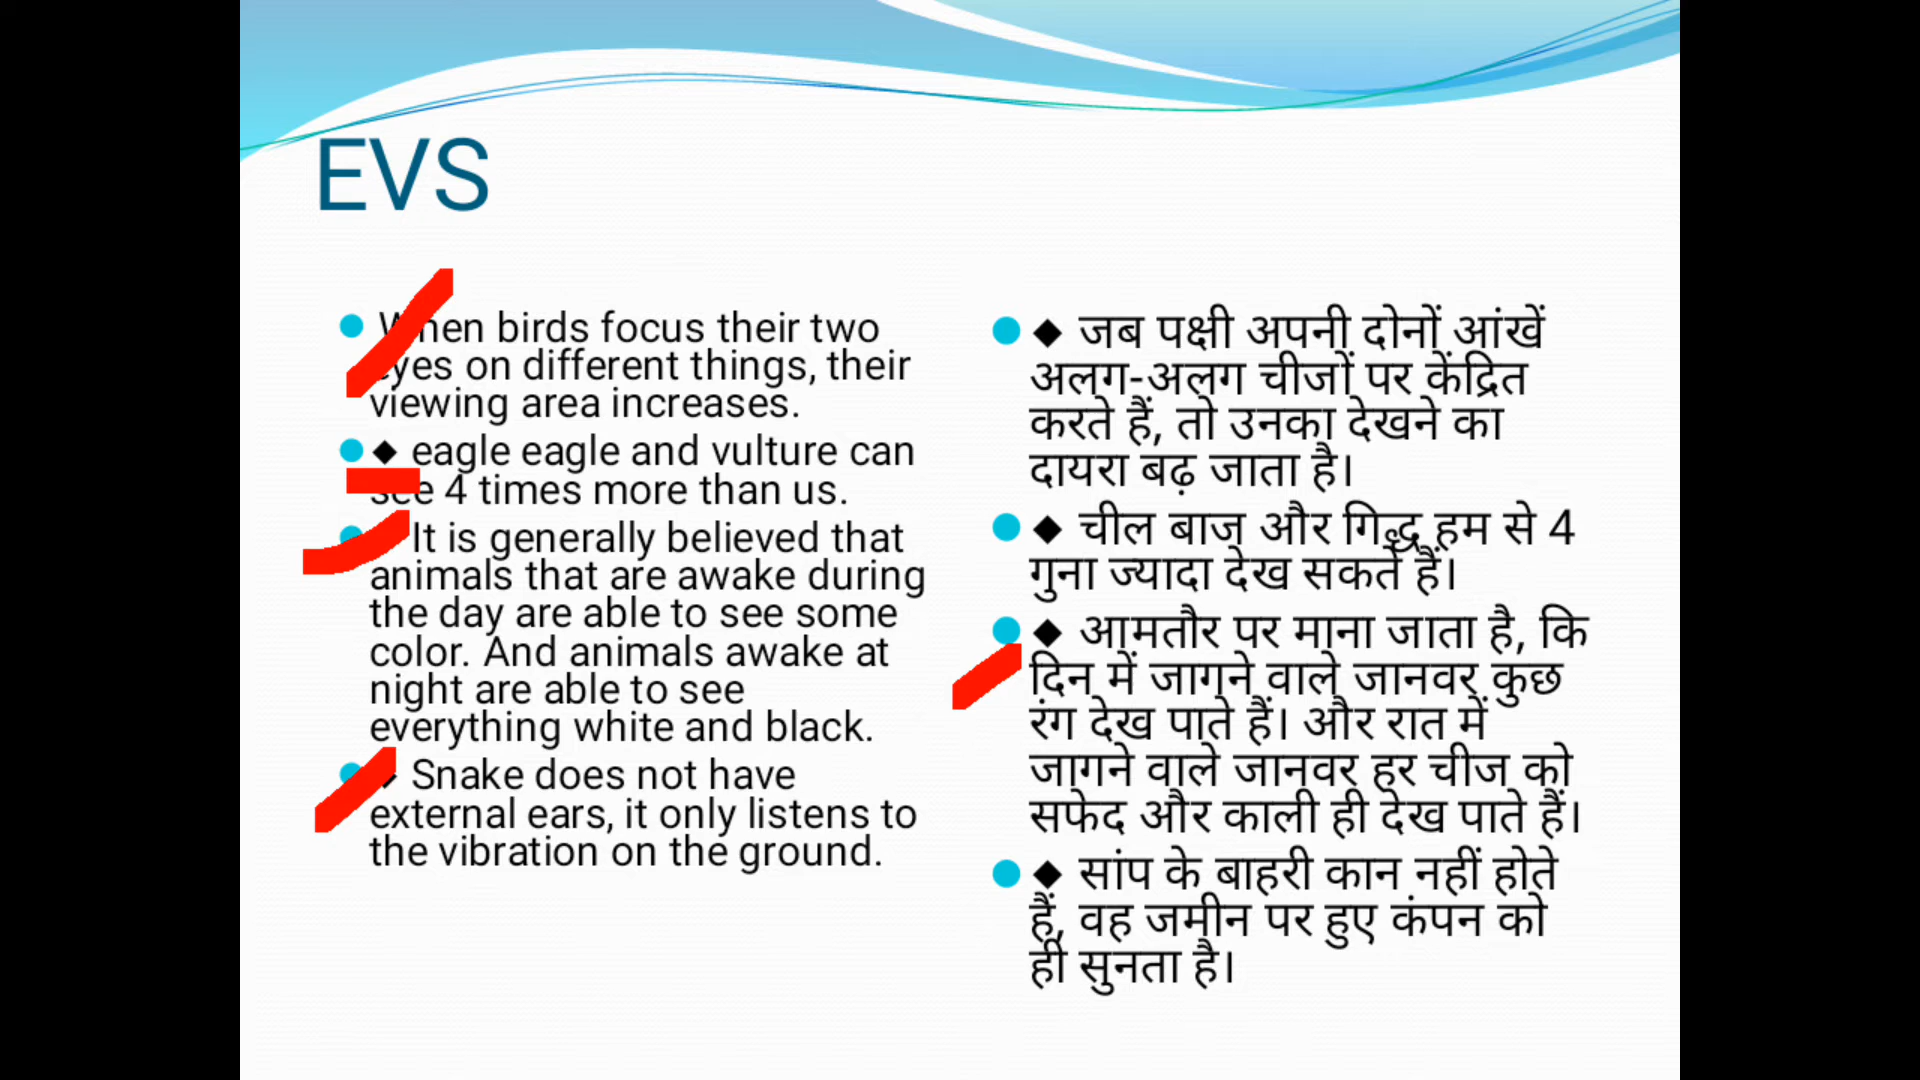 EVS
When birds focus their two
eyes on different things, their
viewing area increases.
◆ eagle eagle and vulture can
see 4 times more than us.
It is generally believed that
animals that are awake during
the day are able to see some
color. And animals awake at
night are able to see
everything white and black.
◆ Snake does not have
external ears, it only listens to
the vibration on the ground.
◆ जब पक्षी अपनी दोनों आंखें
अलग-अलग चीजों पर केंद्रित
करते हैं, तो उनका देखने का
दायरा बढ़ जाता है।
◆ चील बाज और गिद्ध हम से 4
गुना ज्यादा देख सकते हैं।
◆ आमतौर पर माना जाता है, कि
दिन में जागने वाले जानवर कुछ
रंग देख पाते हैं। और रात में
जागने वाले जानवर हर चीज को
सफेद और काली ही देख पाते हैं।
◆ सांप के बाहरी कान नहीं होते
हैं, वह जमीन पर हुए कंपन को
ही सुनता है।